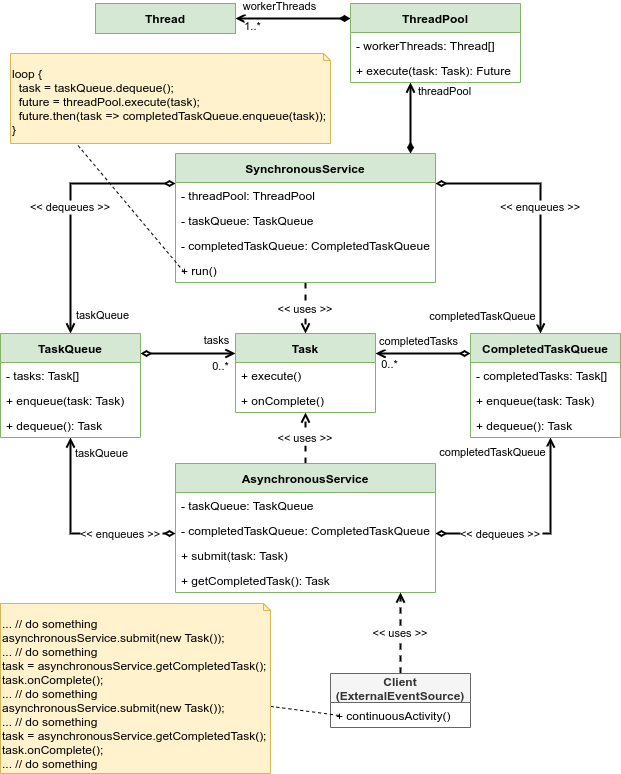 Thread
workerThreads
1..*
ThreadPool
- workerThreads: Thread[]
+ execute(task: Task): Future
threadPool
loop {
task = taskQueue.dequeue();
future = threadPool.execute(task);
future.then(task => completedTaskQueue.enqueue(task));
}
SynchronousService
- threadPool: ThreadPool
- taskQueue: TaskQueue
- completedTaskQueue: CompletedTaskQueue
+ run()
<< dequeues >>
<< enqueues >>
<< uses >>
taskQueue
completedTaskQueue
TaskQueue
- tasks: Task[]
+ enqueue(task: Task)
+ dequeue(): Task
tasks
0..*
Task
+ execute()
+ onComplete()
completedTasks
0..*
CompletedTaskQueue
- completedTasks: Task[]
+ enqueue(task: Task)
+ dequeue(): Task
<< uses >>
taskQueue
completedTaskQueue
AsynchronousService
- taskQueue: TaskQueue
- completedTaskQueue: CompletedTaskQueue
+ submit(task: Task)
+ getCompletedTask(): Task
<< enqueues >>
<< dequeues >>
<< uses >>
... // do something
asynchronousService.submit(new Task());
... // do something
task = asynchronousService.getCompletedTask();
task.onComplete();
... // do something
asynchronousService.submit(new Task());
... // do something
task = asynchronousService.getCompletedTask();
task.onComplete();
... // do something
Client
(ExternalEventSource)
+ continuousActivity()